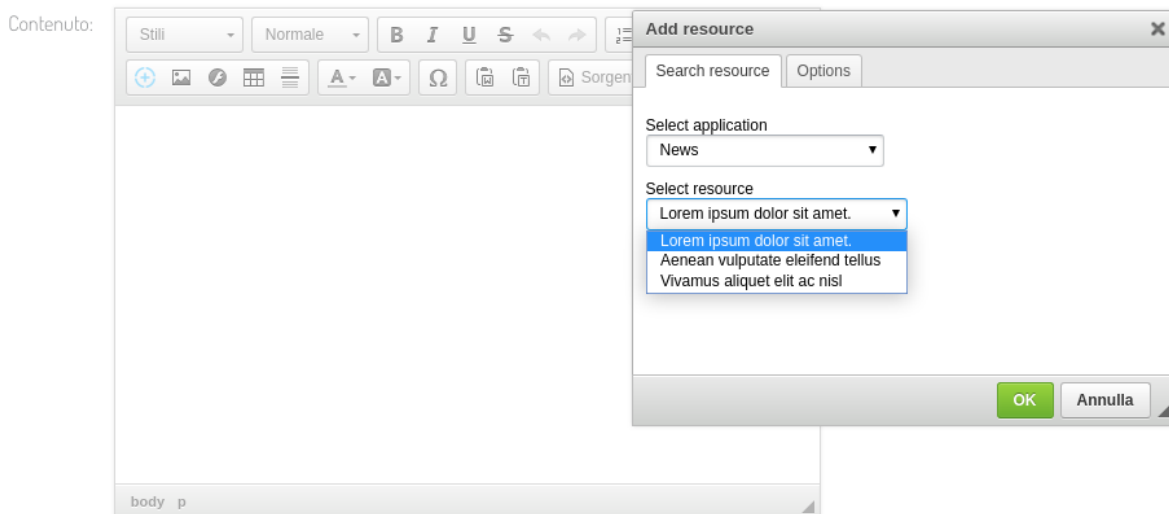 Contenuto:
Stili
Normale
B I U S
Ω
Sorgen
body p
Add resource
Search resource
Options
Select application
News
Select resource
Lorem ipsum dolor sit amet.
Lorem ipsum dolor sit amet.
Aenean vulputate eleifend tellus
Vivamus aliquet elit ac nisl
OK
Annulla